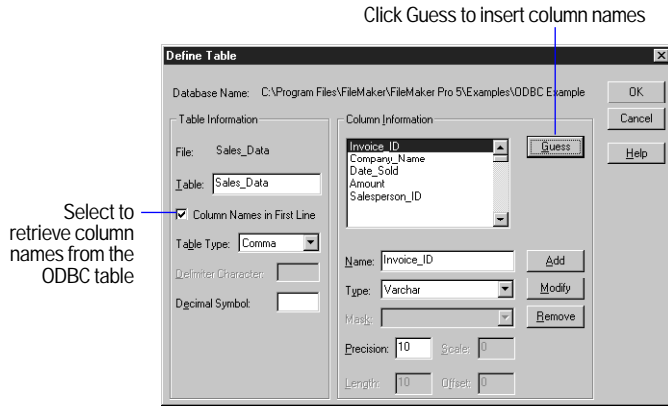 Click Guess to insert column names
Define Table
Database Name: C:\Program Files\FileMaker\FileMaker Pro 5\Examples\ODBC Example
OK
Cancel
Help
Table Information
File: Sales_Data
Table: Sales_Data
Column Names in First Line
Table Type: Comma
Delimiter Character:
Decimal Symbol:
Select to
retrieve column
names from the
ODBC table
Column Information
Invoice_ID
Company_Name
Date_Sold
Amount
Salesperson_ID
Guess
Name: Invoice_ID
Add
Type: Varchar
Modify
Mask:
Remove
Precision: 10 Scale: 0
Length: 10 Offset: 0